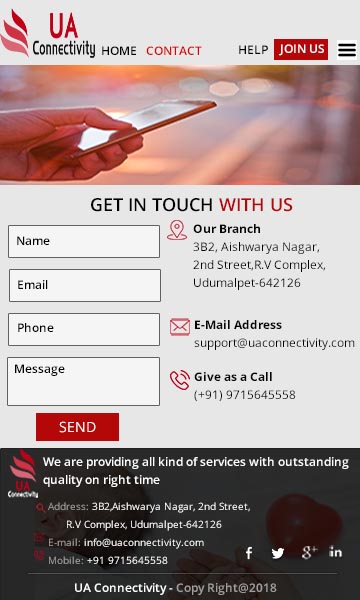 UA
Connectivity
HOME CONTACT HELP JOIN US
GET IN TOUCH WITH US
Name
Email
Phone
Message
SEND
Our Branch
3B2, Aishwarya Nagar,
2nd Street,R.V Complex,
Udumalpet-642126
E-Mail Address
support@uaconnectivity.com
Give as a Call
(+91) 9715645558
UA
Connectivity
We are providing all kind of services with outstanding
quality on right time
Address: 3B2,Aishwarya Nagar, 2nd Street,
R.V Complex, Udumalpet-642126
E-mail: info@uaconnectivity.com
Mobile: +91 9715645558
UA Connectivity - Copy Right@2018